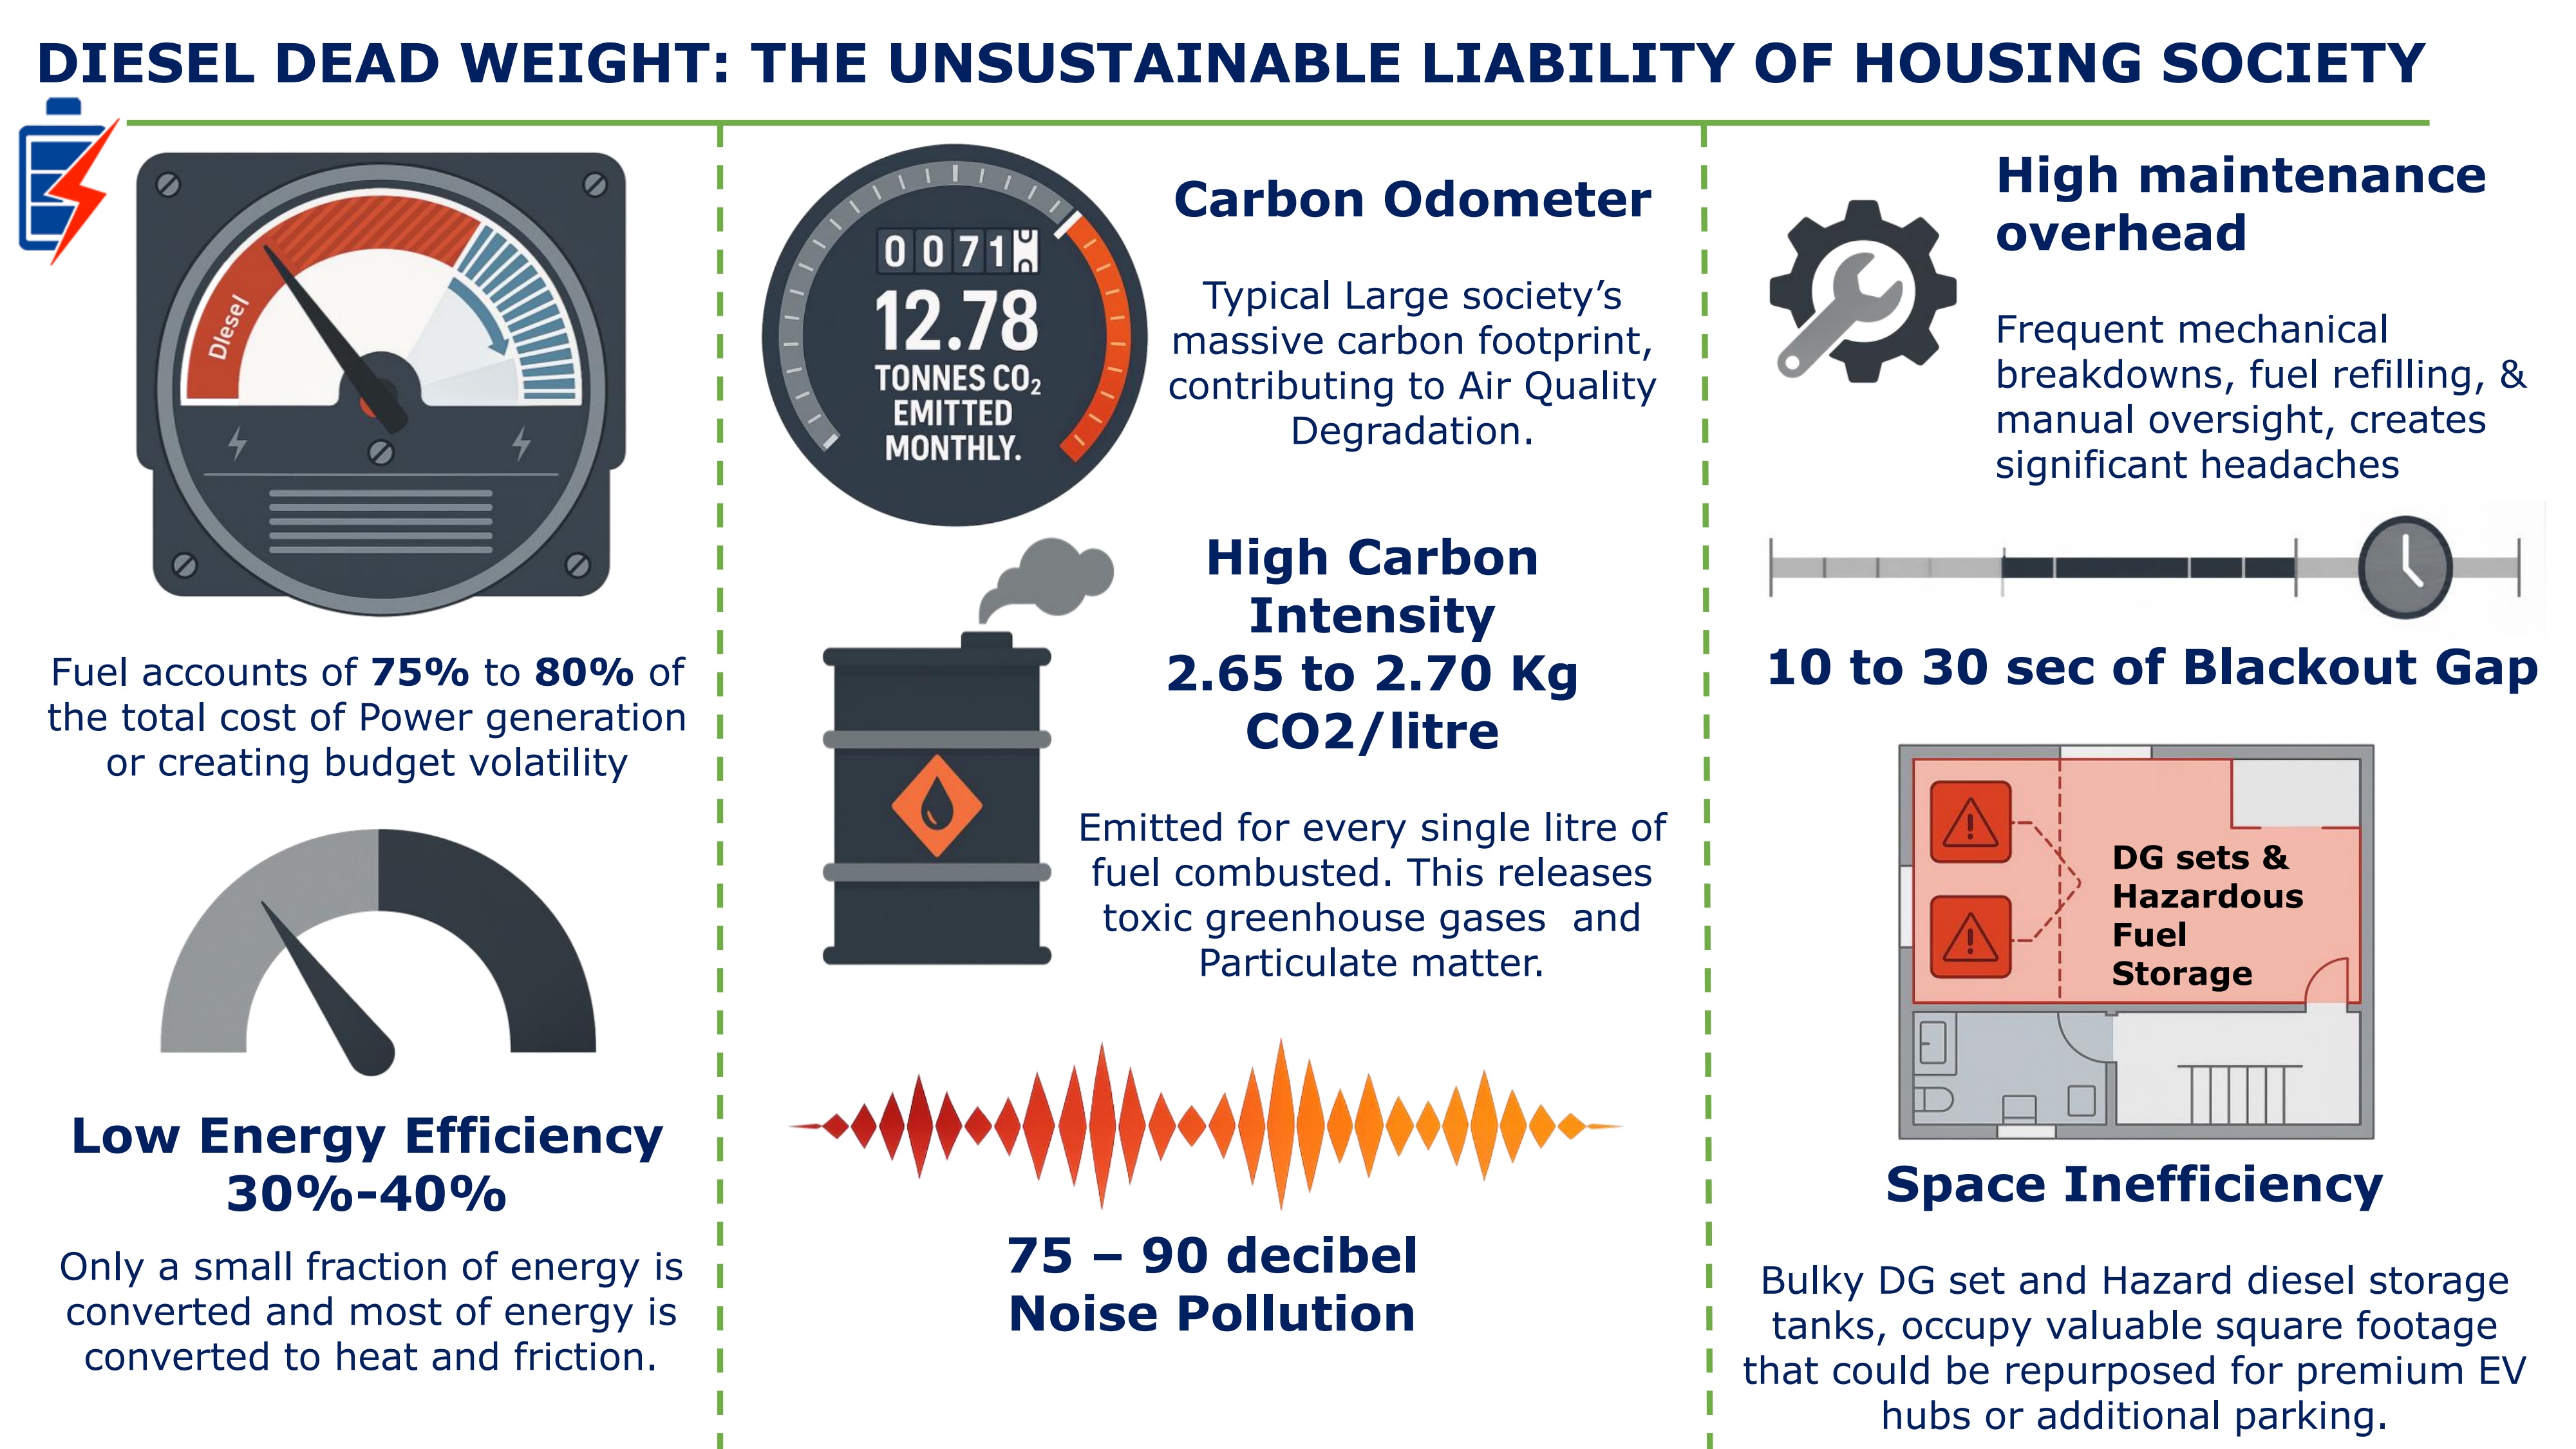 DIESEL DEAD WEIGHT: THE UNSUSTAINABLE LIABILITY OF HOUSING SOCIETY
DIesel
Fuel accounts of 75% to 80% of
the total cost of Power generation
or creating budget volatility
Low Energy Efficiency
30%-40%
Only a small fraction of energy is
converted and most of energy is
converted to heat and friction.
0071
12.78
TONNES CO₂
EMITTED
MONTHLY.
Carbon Odometer
Typical Large society’s
massive carbon footprint,
contributing to Air Quality
Degradation.
High Carbon
Intensity
2.65 to 2.70 Kg
CO2/litre
Emitted for every single litre of
fuel combusted. This releases
toxic greenhouse gases  and
Particulate matter.
75 – 90 decibel
Noise Pollution
High maintenance
overhead
Frequent mechanical
breakdowns, fuel refilling, &
manual oversight, creates
significant headaches
10 to 30 sec of Blackout Gap
DG sets &
Hazardous
Fuel
Storage
Space Inefficiency
Bulky DG set and Hazard diesel storage
tanks, occupy valuable square footage
that could be repurposed for premium EV
hubs or additional parking.